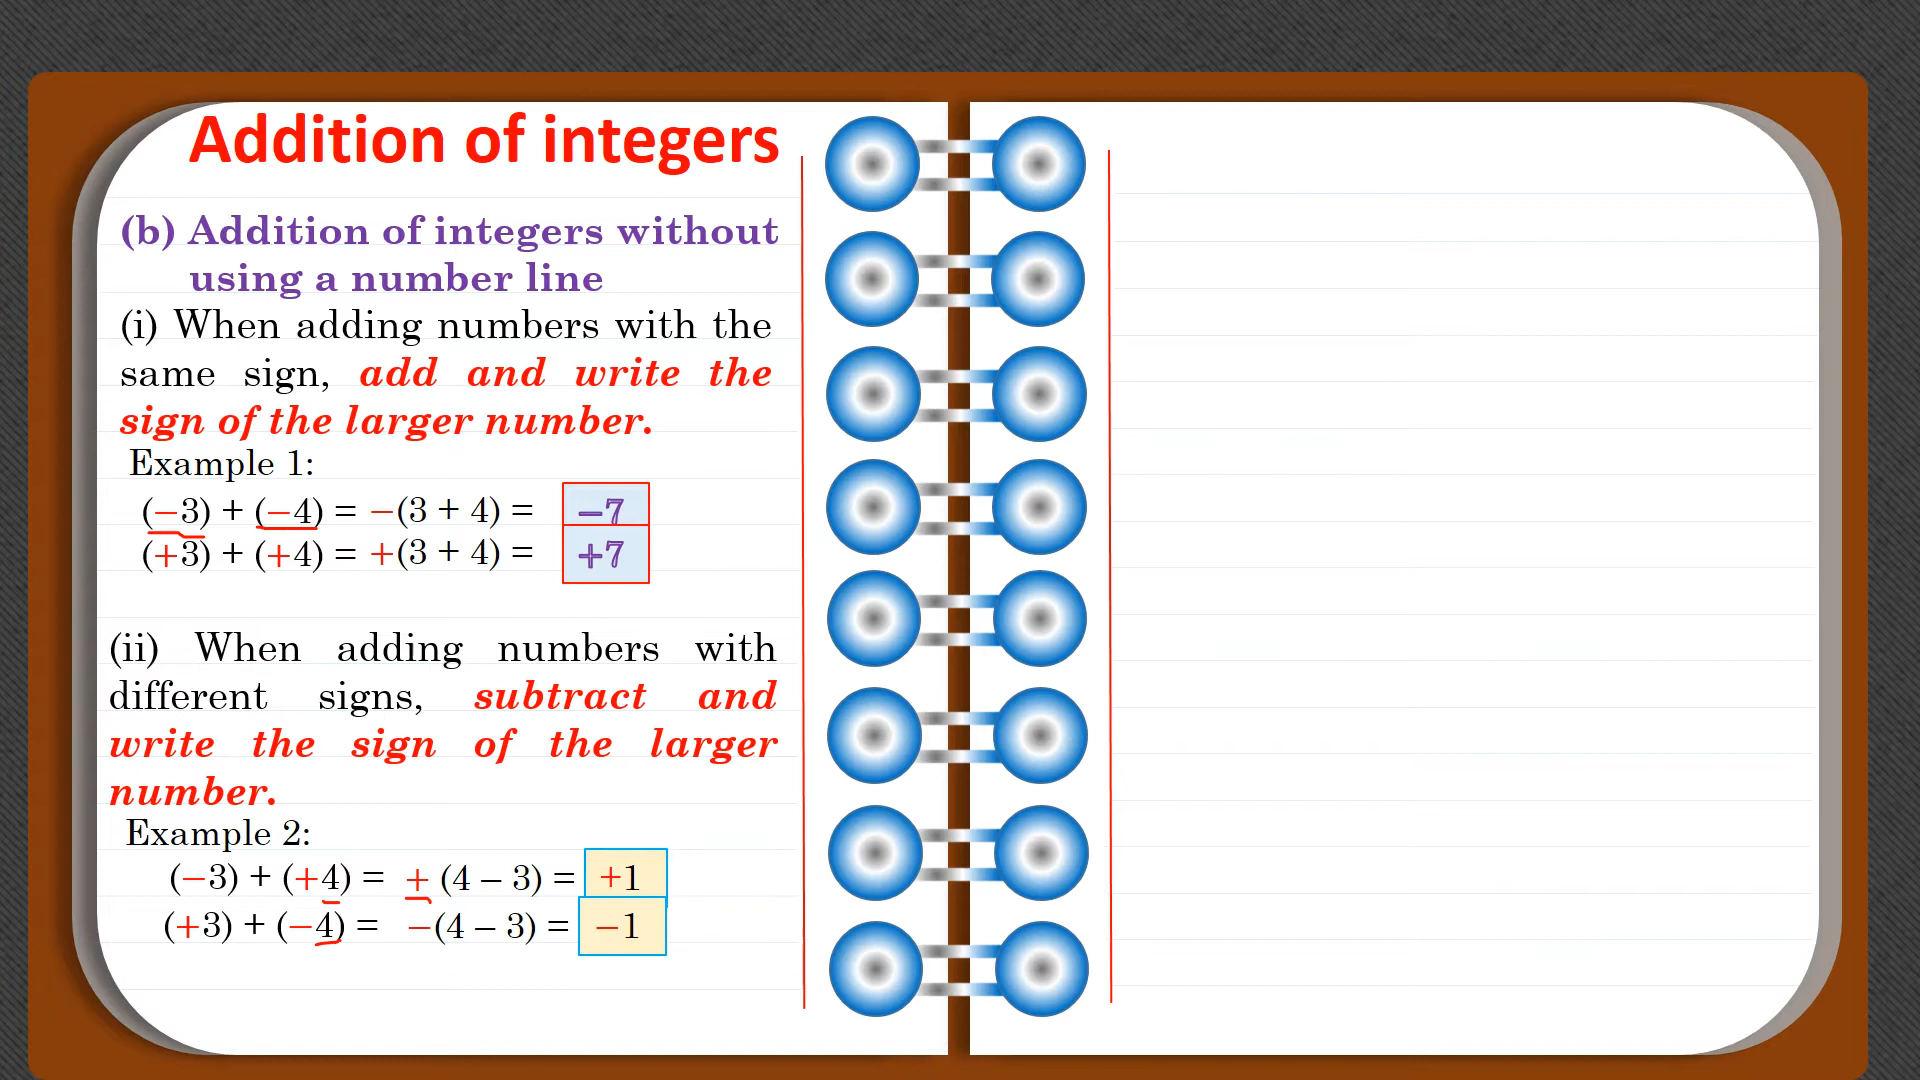 Addition of integers
(b) Addition of integers without
using a number line
(i) When adding numbers with the
same sign, add and write the
sign of the larger number.
Example 1:
(−3) + (−4) = −(3 + 4) = −7
(+3) + (+4) = +(3 + 4) = +7
(ii) When adding numbers with
different signs, subtract and
write the sign of the larger
number.
Example 2:
(−3) + (+4) = + (4 − 3) = +1
(+3) + (−4) = −(4 − 3) = −1